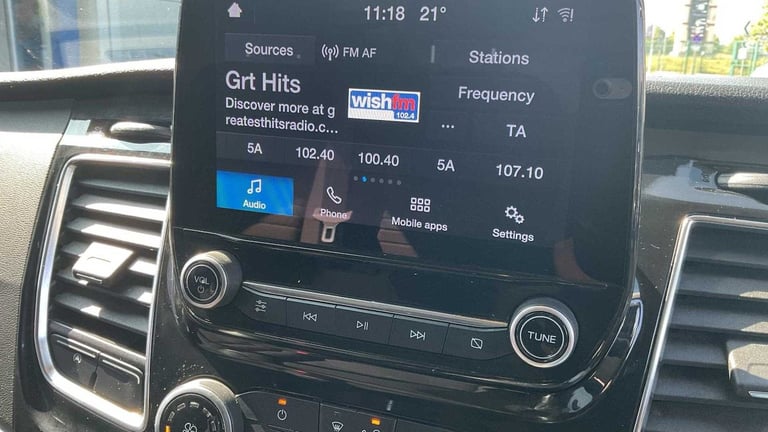 11:18 21°
Sources
FM AF
Stations
Grt Hits
Discover more at g
reatesthitsradio.c...
wishfm
102.4
Frequency
...
TA
5A 102.40 100.40 5A 107.10
Audio
Phone
Mobile apps
Settings
VOL
TUNE